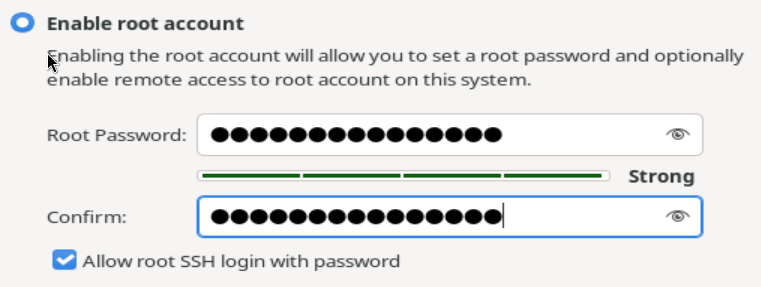 Enable root account
Enabling the root account will allow you to set a root password and optionally
enable remote access to root account on this system.
Root Password: ●●●●●●●●●●●●●●●
Strong
Confirm: ●●●●●●●●●●●●●●●
Allow root SSH login with password